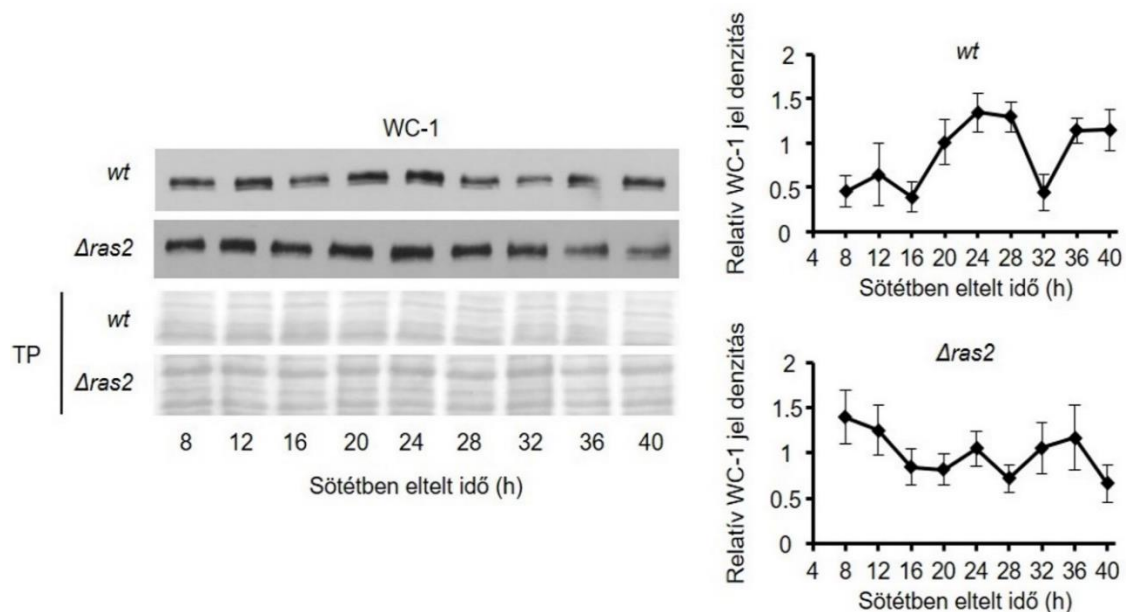 WC-1
wt
Δras2
TP
wt
Δras2
8 12 16 20 24 28 32 36 40
Sötétben eltelt idő (h)
wt
Relatív WC-1 jel denzitás
2
1.5
1
0.5
0
4 8 12 16 20 24 28 32 36 40
Sötétben eltelt idő (h)
Δras2
Relatív WC-1 jel denzitás
2
1.5
1
0.5
0
4 8 12 16 20 24 28 32 36 40
Sötétben eltelt idő (h)